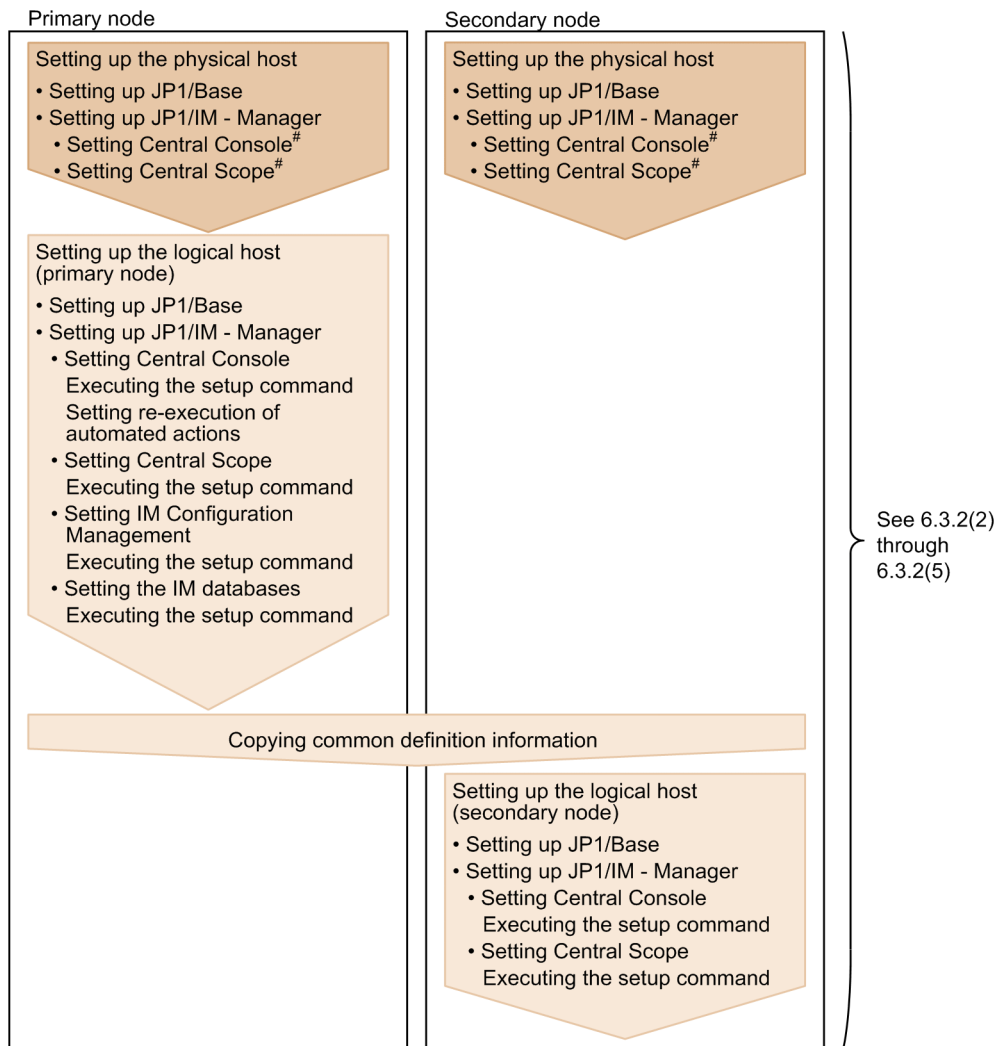 Primary node
Setting up the physical host
• Setting up JP1/Base
• Setting up JP1/IM - Manager
• Setting Central Console#
• Setting Central Scope#
Setting up the logical host
(primary node)
• Setting up JP1/Base
• Setting up JP1/IM - Manager
• Setting Central Console
Executing the setup command
Setting re-execution of
automated actions
• Setting Central Scope
Executing the setup command
• Setting IM Configuration
Management
Executing the setup command
• Setting the IM databases
Executing the setup command
Secondary node
Setting up the physical host
• Setting up JP1/Base
• Setting up JP1/IM - Manager
• Setting Central Console#
• Setting Central Scope#
Copying common definition information
Setting up the logical host
(secondary node)
• Setting up JP1/Base
• Setting up JP1/IM - Manager
• Setting Central Console
Executing the setup command
• Setting Central Scope
Executing the setup command
See 6.3.2(2)
through
6.3.2(5)